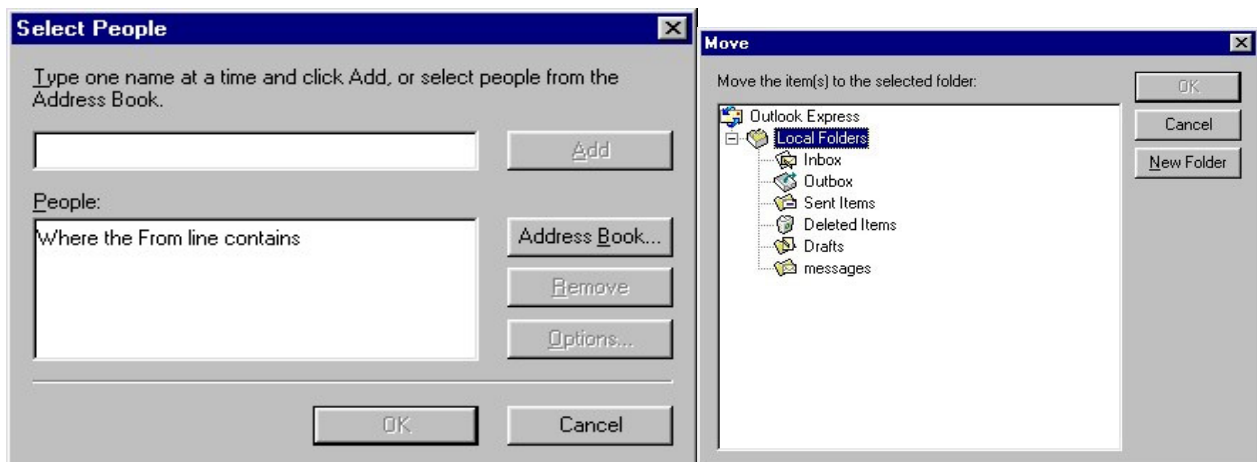 Select People
Type one name at a time and click Add, or select people from the
Address Book.
Add
People:
Where the From line contains
Address Book...
Remove
Options...
OK
Cancel
Move
Move the item(s) to the selected folder:
OK
Cancel
New Folder
Outlook Express
Local Folders
Inbox
Outbox
Sent Items
Deleted Items
Drafts
messages